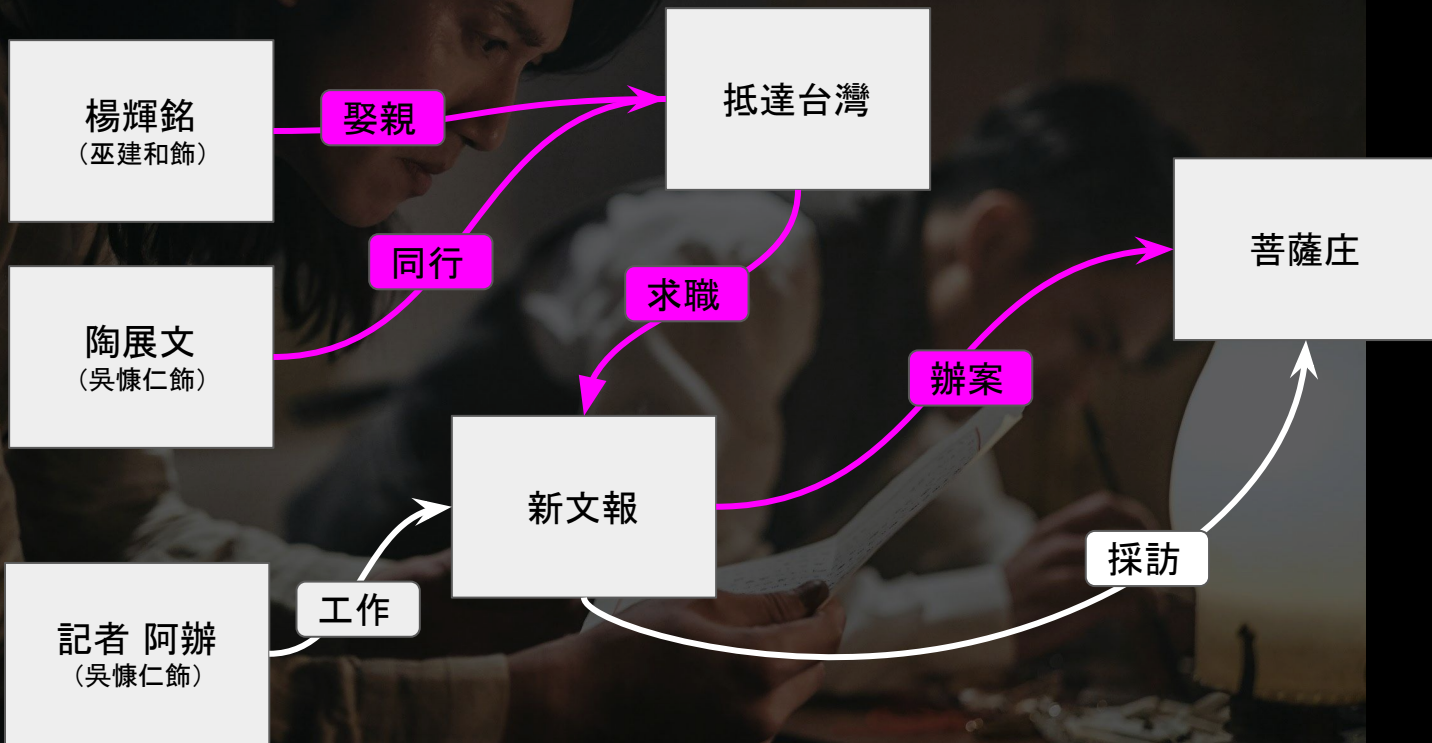 楊輝銘
（巫建和飾）
娶親
抵達台灣
陶展文
（吳慷仁飾）
同行
求職
菩薩庄
辦案
新文報
採訪
記者 阿辦
（吳慷仁飾）
工作